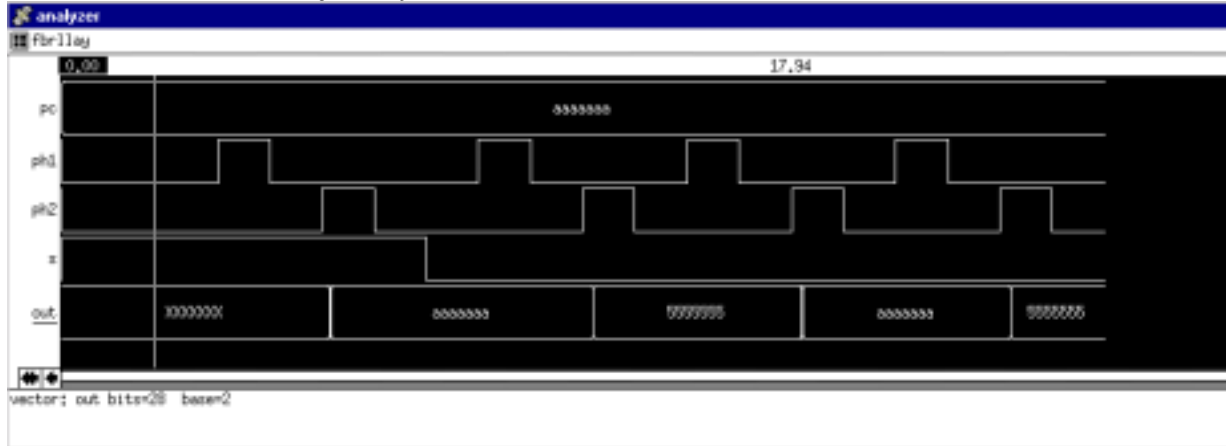 analyzer
fbrllay
0.00 17.94
pc aaaaaaa
ph1
ph2
x
out XXXXXXX aaaaaaa 5555555 aaaaaaa 5555555
vector: out bits=28 base=2